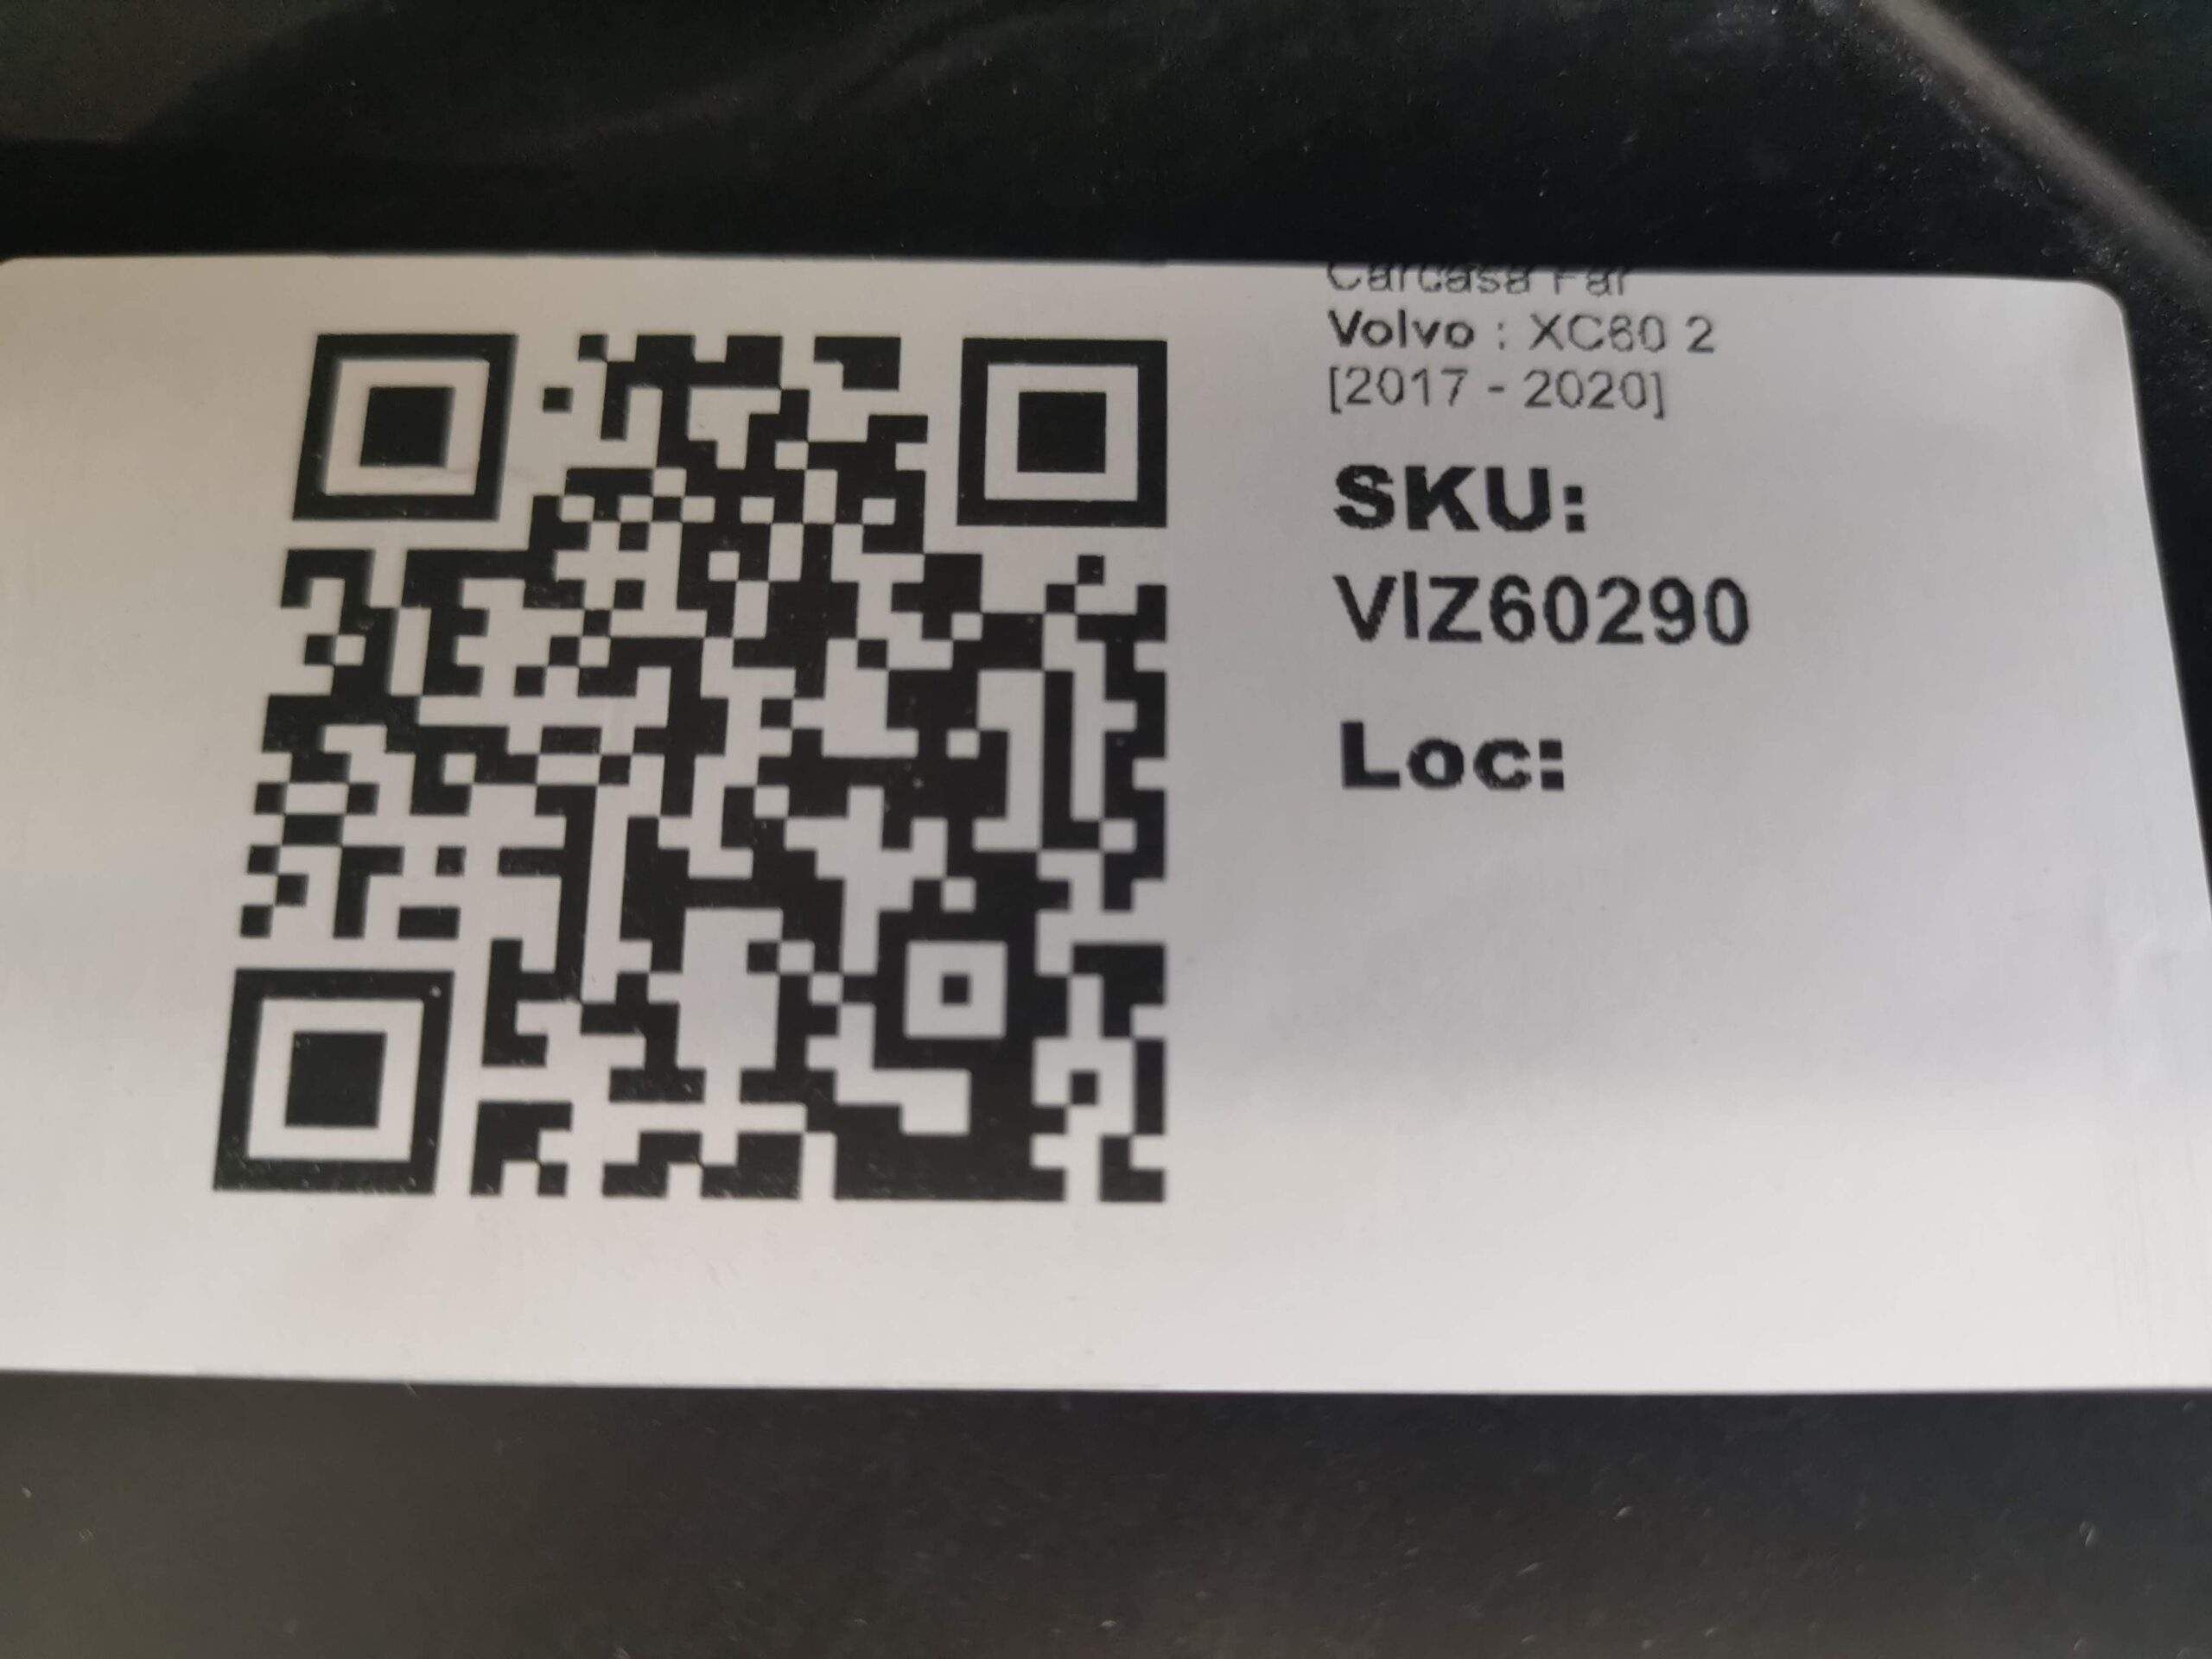 Carcasa Far
Volvo : XC60 2
[2017 - 2020]
SKU:
VIZ60290
Loc: